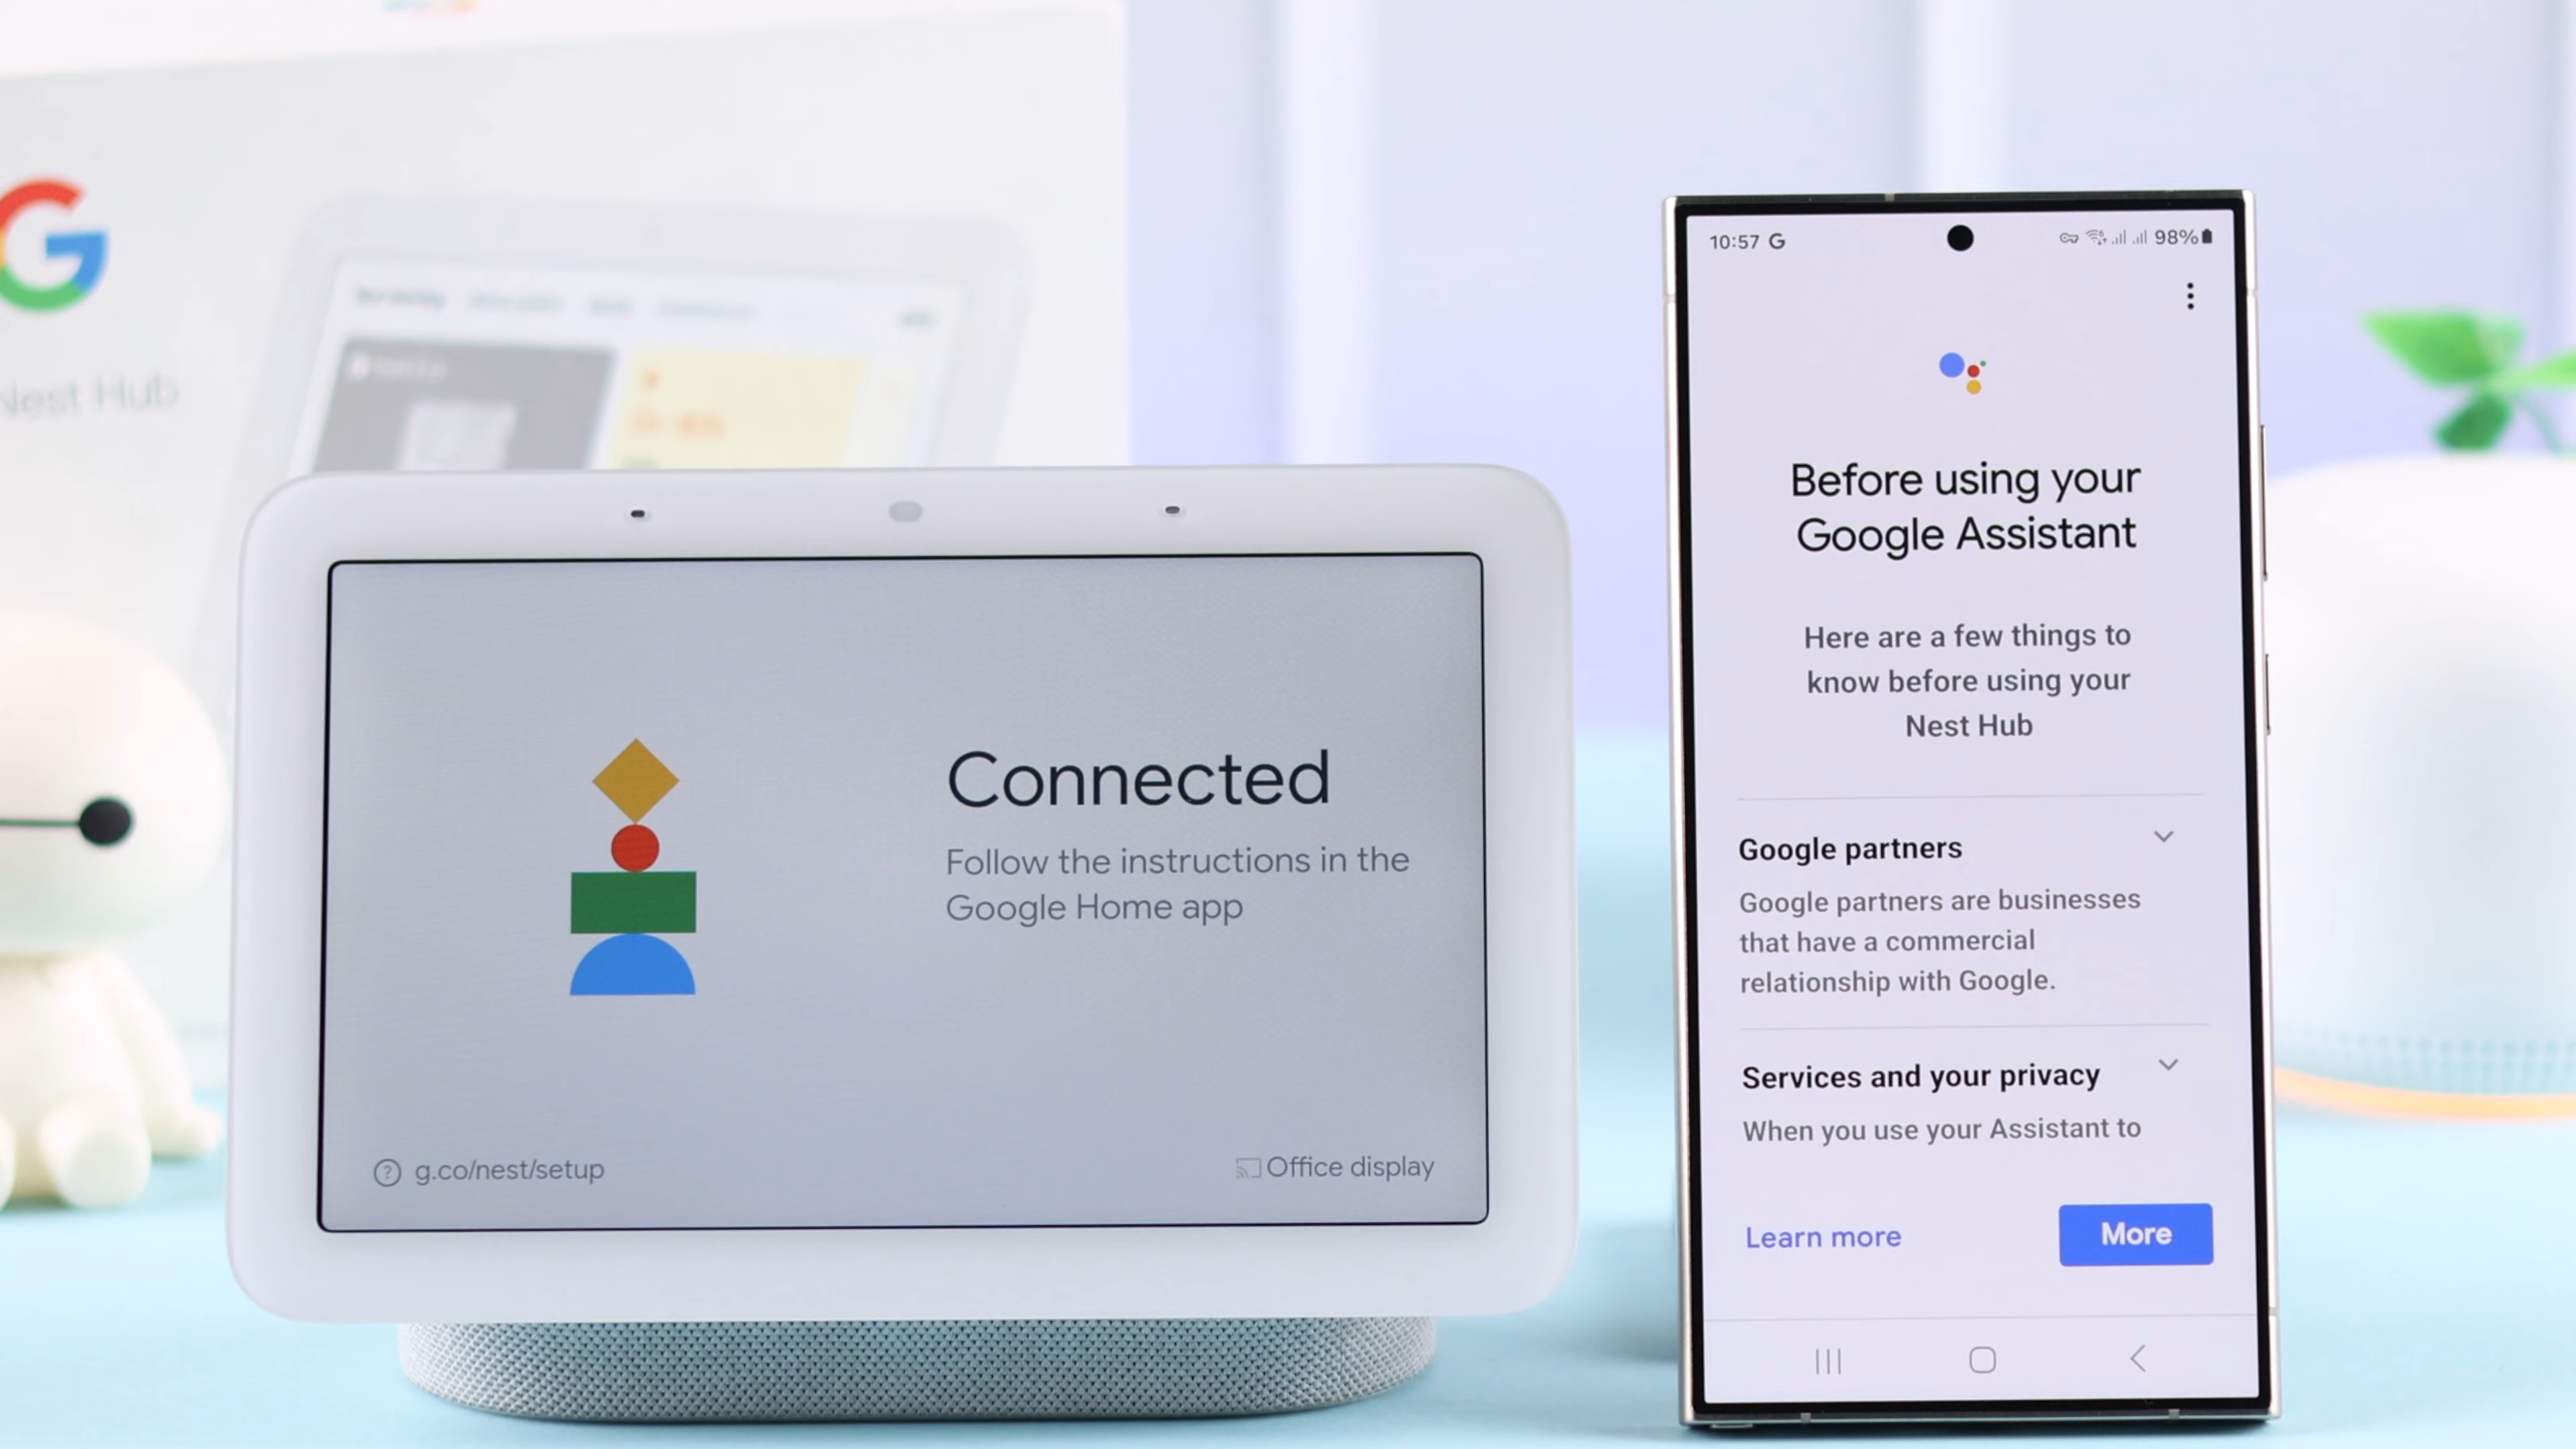 G
Nest Hub
Connected
Follow the instructions in the
Google Home app
? g.co/nest/setup
Office display
10:57 G
98%
Before using your
Google Assistant
Here are a few things to
know before using your
Nest Hub
Google partners
Google partners are businesses
that have a commercial
relationship with Google.
Services and your privacy
When you use your Assistant to
Learn more
More